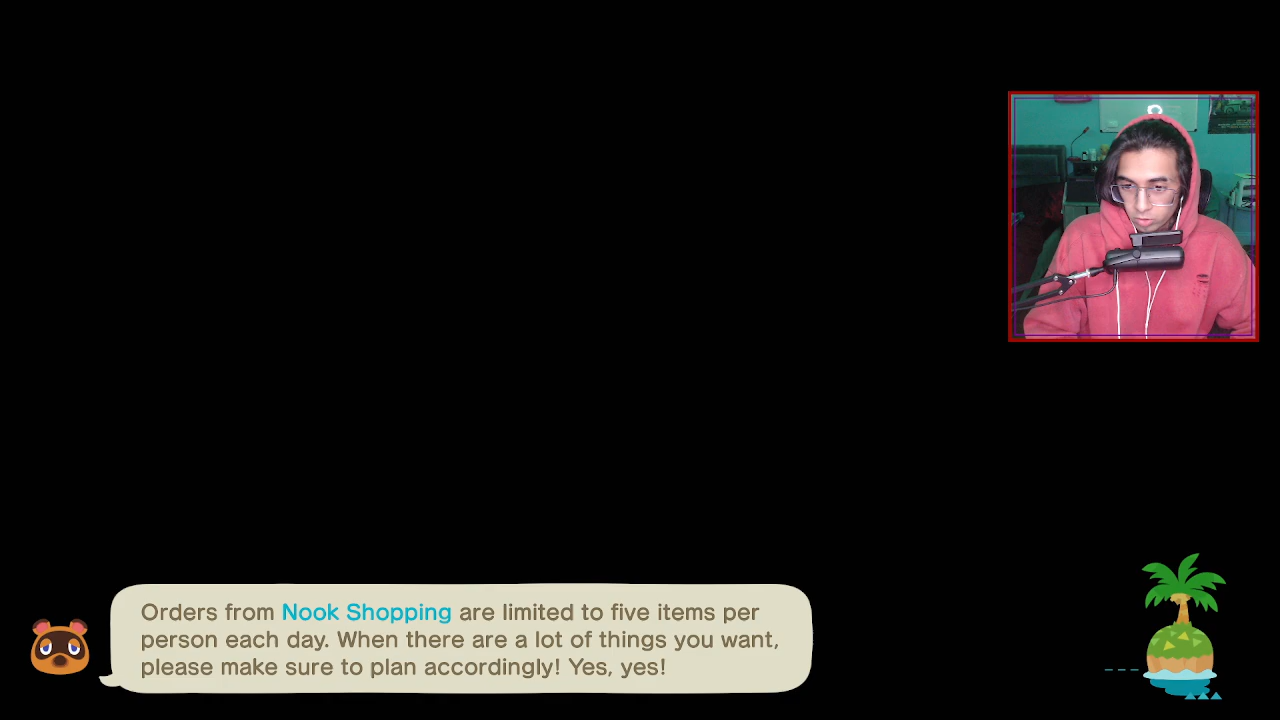 Orders from Nook Shopping are limited to five items per
person each day. When there are a lot of things you want,
please make sure to plan accordingly! Yes, yes!